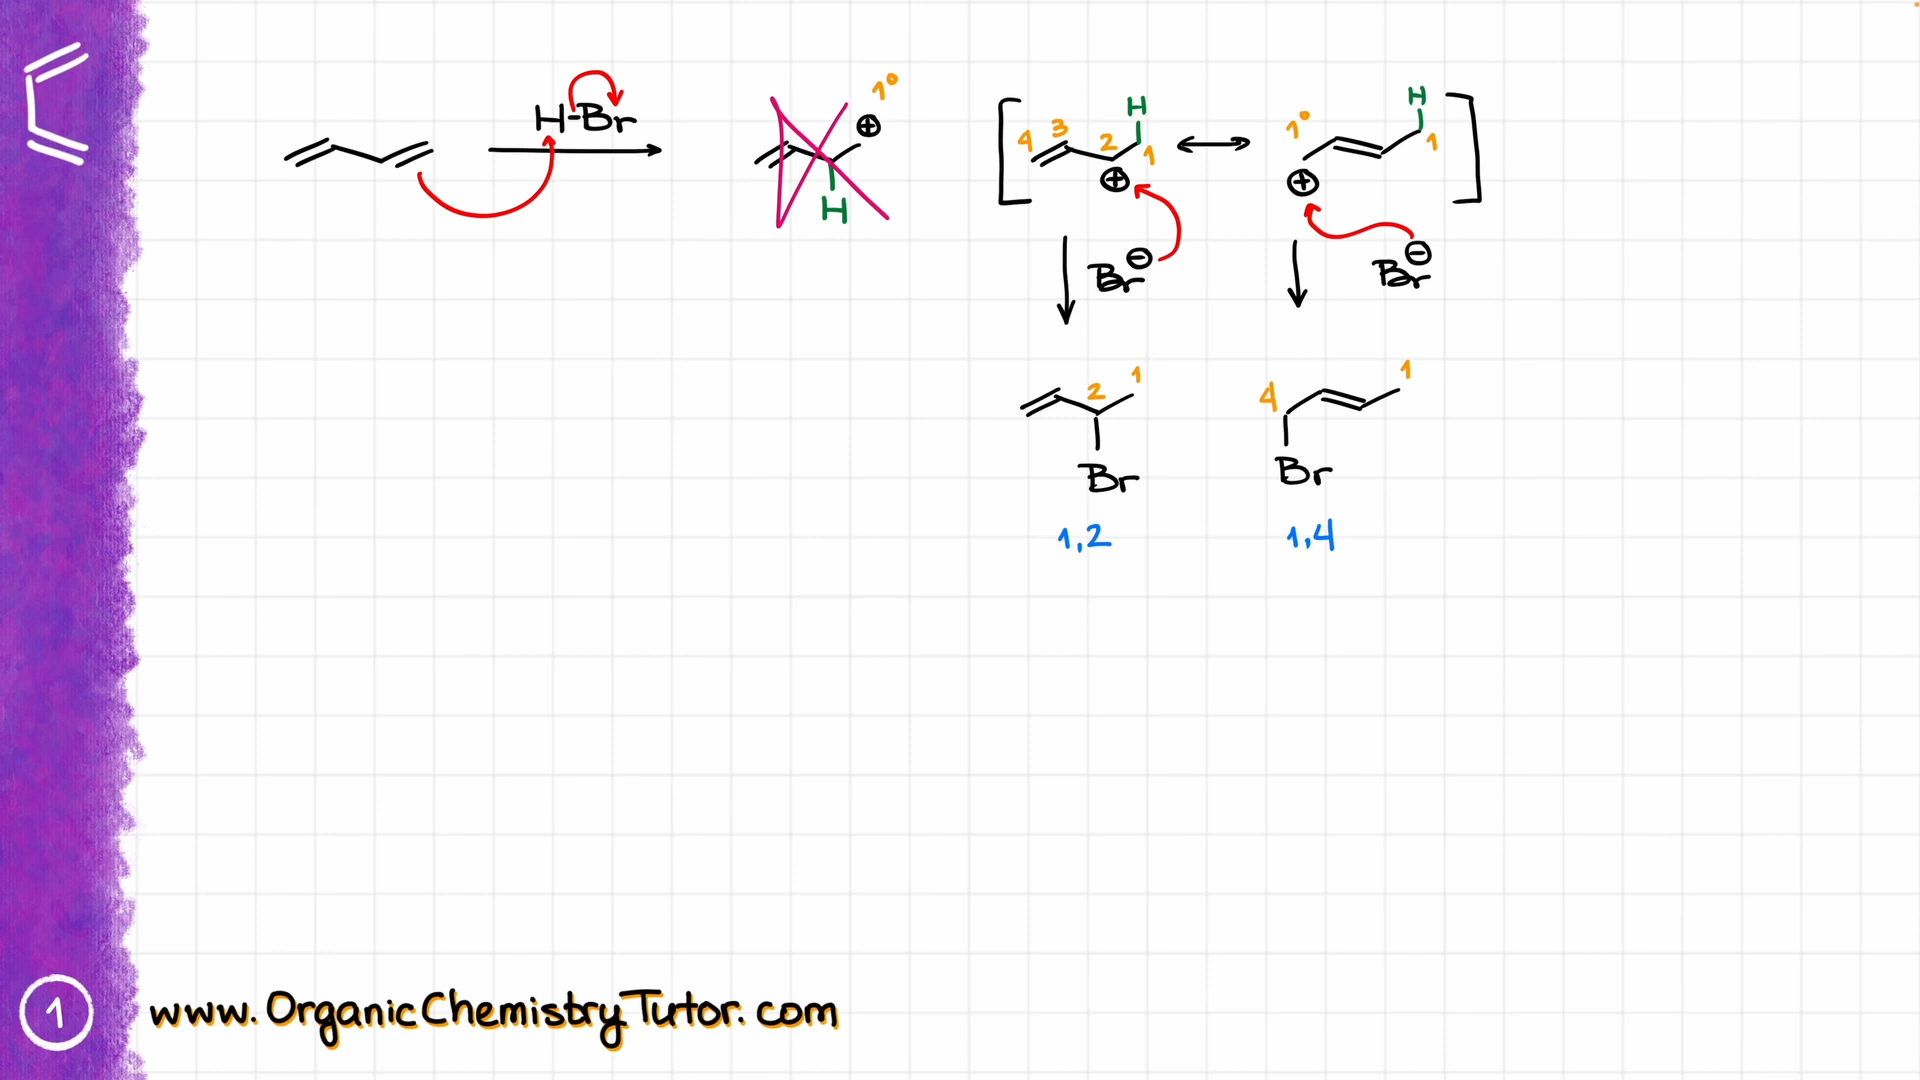 H-Br
1°
⊕
H
H
4 3 2 1
⊕
1°
H
1
⊕
Br⊖
Br⊖
2 1
Br
1,2
4 1
Br
1,4
1
www.OrganicChemistryTutor.com